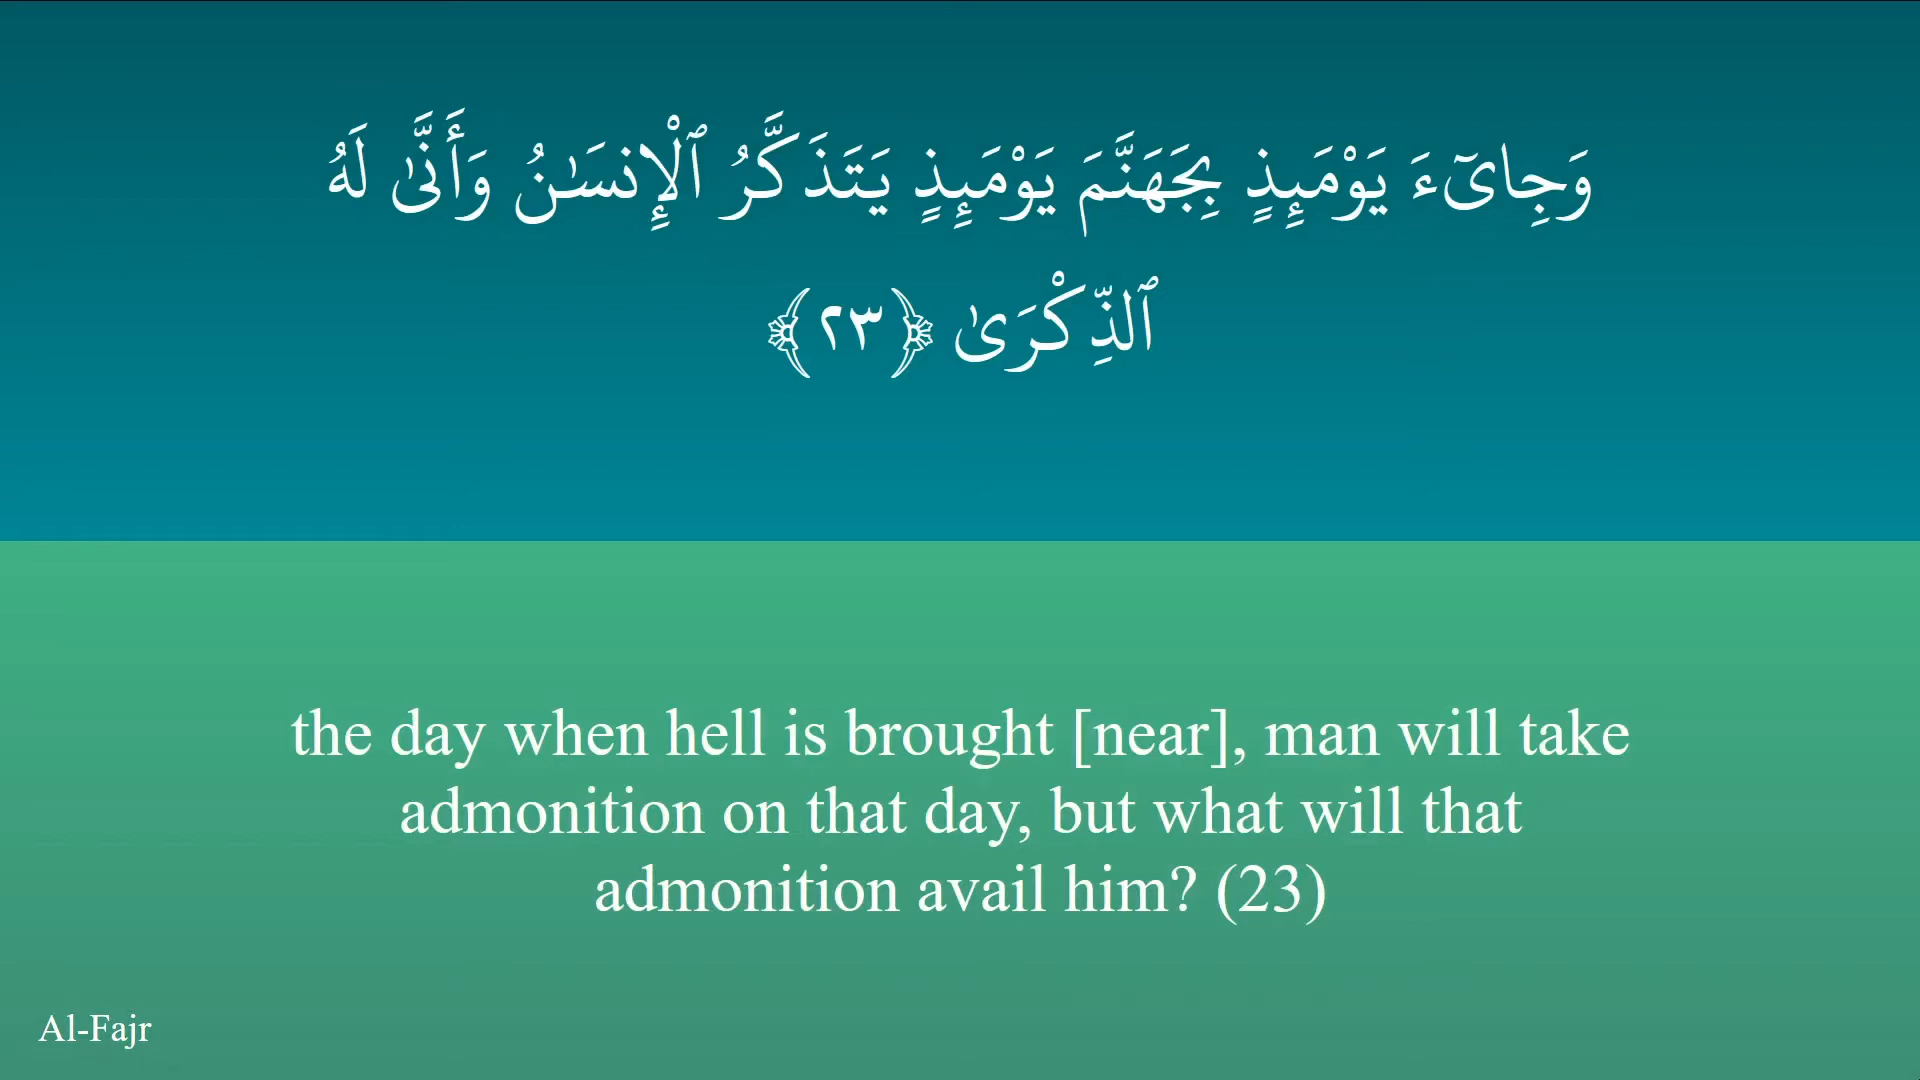 وَجِا۟ىٓءَ يَوْمَئِذٍۭ بِجَهَنَّمَ يَوْمَئِذٍ يَتَذَكَّرُ ٱلْإِنسَٰنُ وَأَنَّىٰ لَهُ
ٱلذِّكْرَىٰ ﴿٢٣﴾
the day when hell is brought [near], man will take
admonition on that day, but what will that
admonition avail him? (23)
Al-Fajr